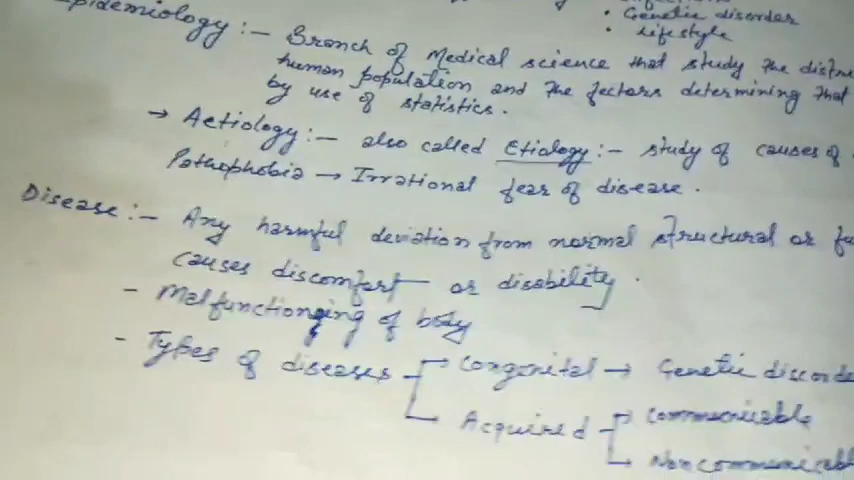 • Genetic disorder
• Lifestyle
Epidemiology :- Branch of Medical science that study the
human population and the factors determining that
by use of statistics.
→ Aetiology :- also called Etiology :- study of causes of
Pathophobia → Irrational fear of disease.
Disease :- Any harmful deviation from normal structural or
causes discomfort or disability.
- Malfunctioning of body
- Types of diseases
Congenital → Genetic
Acquired
Communicable
Noncommunicable